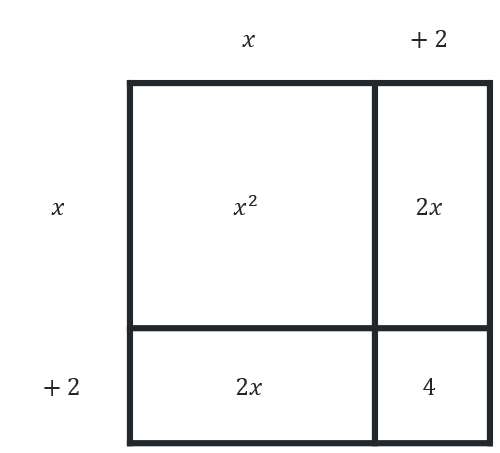 x + 2
x x² 2x
+ 2 2x 4